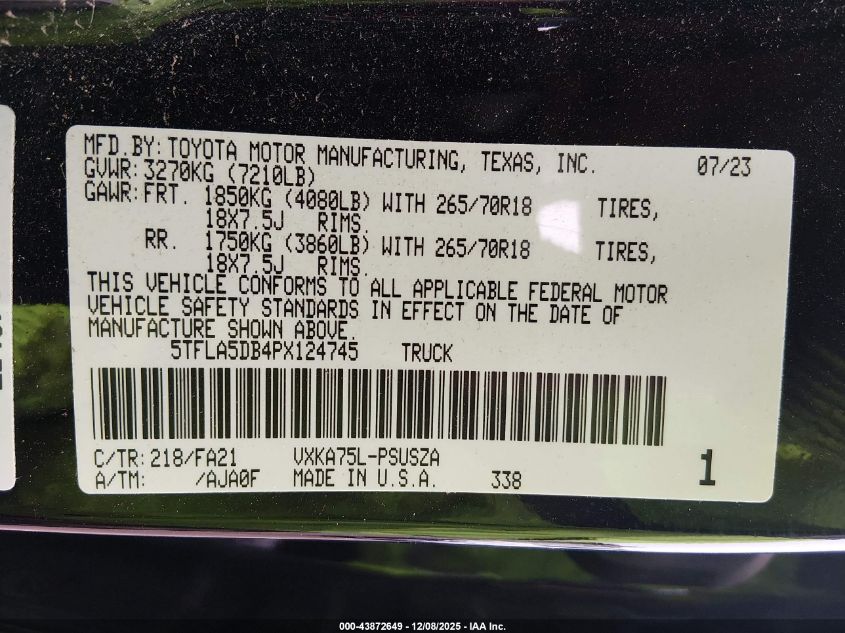 MFD.BY: TOYOTA MOTOR MANUFACTURING, TEXAS, INC. 07/23
GVWR: 3270KG (7210LB)
GAWR: FRT. 1850KG (4080LB) WITH 265/70R18 TIRES,
18X7.5J RIMS.
RR. 1750KG (3860LB) WITH 265/70R18 TIRES,
18X7.5J RIMS.
THIS VEHICLE CONFORMS TO ALL APPLICABLE FEDERAL MOTOR
VEHICLE SAFETY STANDARDS IN EFFECT ON THE DATE OF
MANUFACTURE SHOWN ABOVE.
5TFLA5DB4PX124745 TRUCK
C/TR: 218/FA21 VXKA75L-PSUSZA
A/TM: /AJA0F MADE IN U.S.A. 338 1
000-43872649 - 12/08/2025 - IAA Inc.